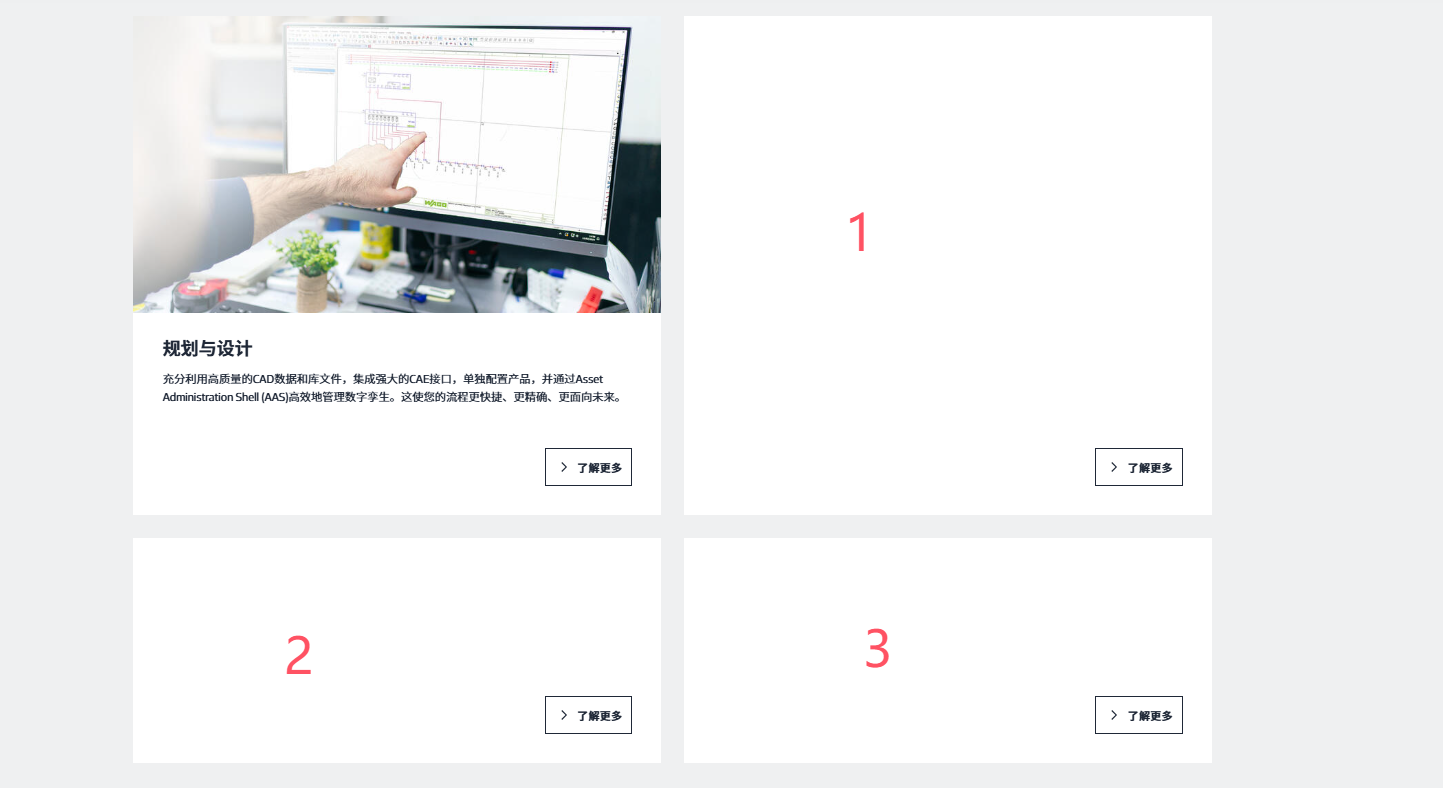 WAGO
1
规划与设计
充分利用高质量的CAD数据和库文件，集成强大的CAE接口，单独配置产品，并通过Asset
Administration Shell (AAS)高效地管理数字孪生。这使您的流程更快捷、更精确、更面向未来。
了解更多
了解更多
2
3
了解更多
了解更多